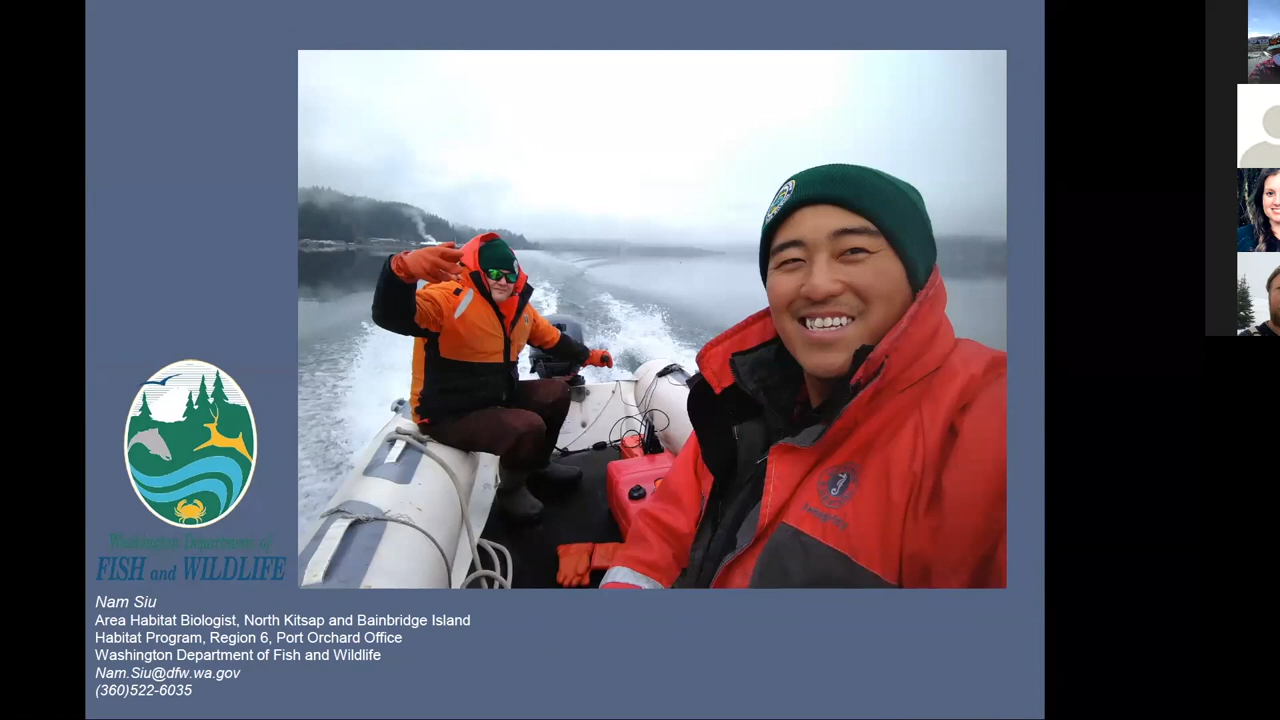 Washington Department of
FISH and WILDLIFE
Nam Siu
Area Habitat Biologist, North Kitsap and Bainbridge Island
Habitat Program, Region 6, Port Orchard Office
Washington Department of Fish and Wildlife
Nam.Siu@dfw.wa.gov
(360)522-6035